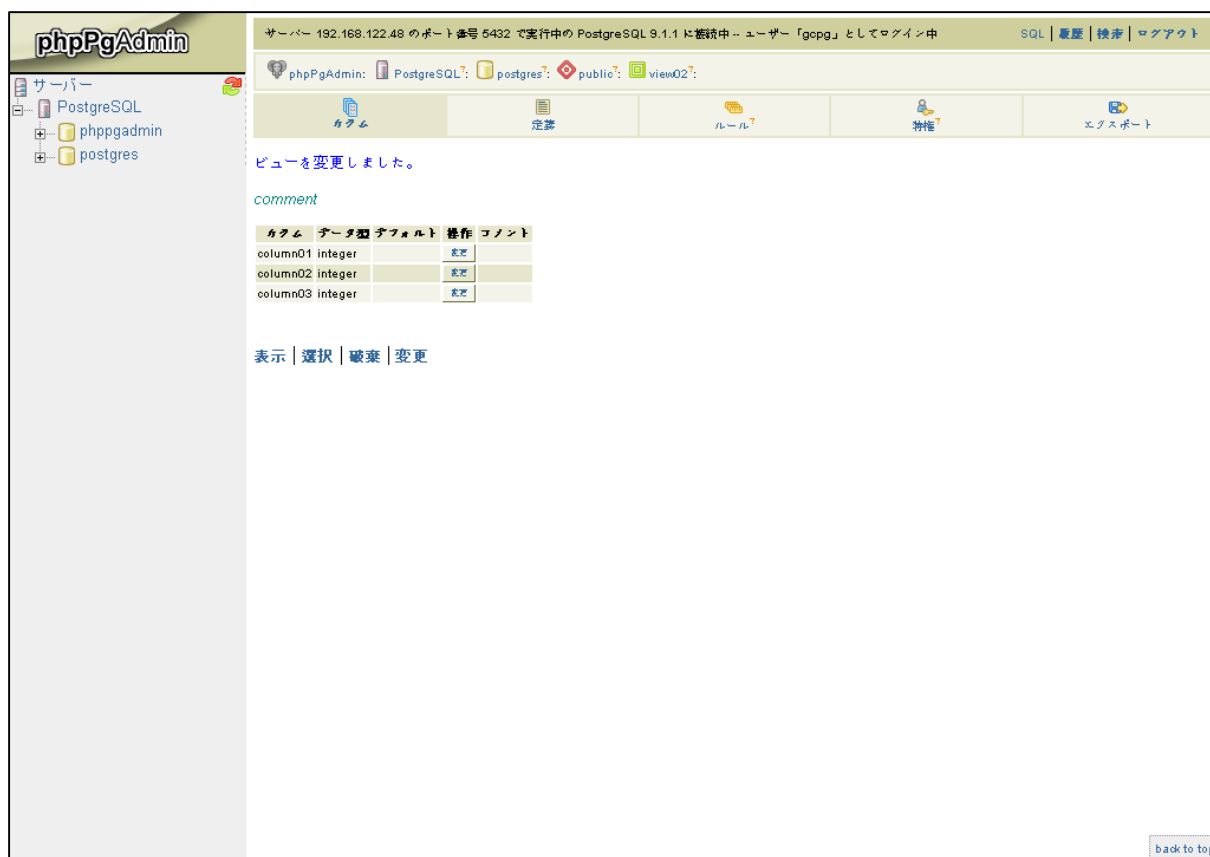 phpPgAdmin
サーバー
PostgreSQL
phppgadmin
postgres
サーバー 192.168.122.48 のポート番号 5432 で実行中の PostgreSQL 9.1.1 に接続中 -- ユーザー「gopg」としてログイン中
SQL | 履歴 | 検索 | ログアウト
phpPgAdmin: PostgreSQL?: postgres?: public?: view02?:
カラム 定義 ルール? 特権? エクスポート
ビューを変更しました。
comment
カラム データ型 デフォルト 操作 コメント
column01 integer 変更
column02 integer 変更
column03 integer 変更
表示 | 選択 | 破棄 | 変更
back to top